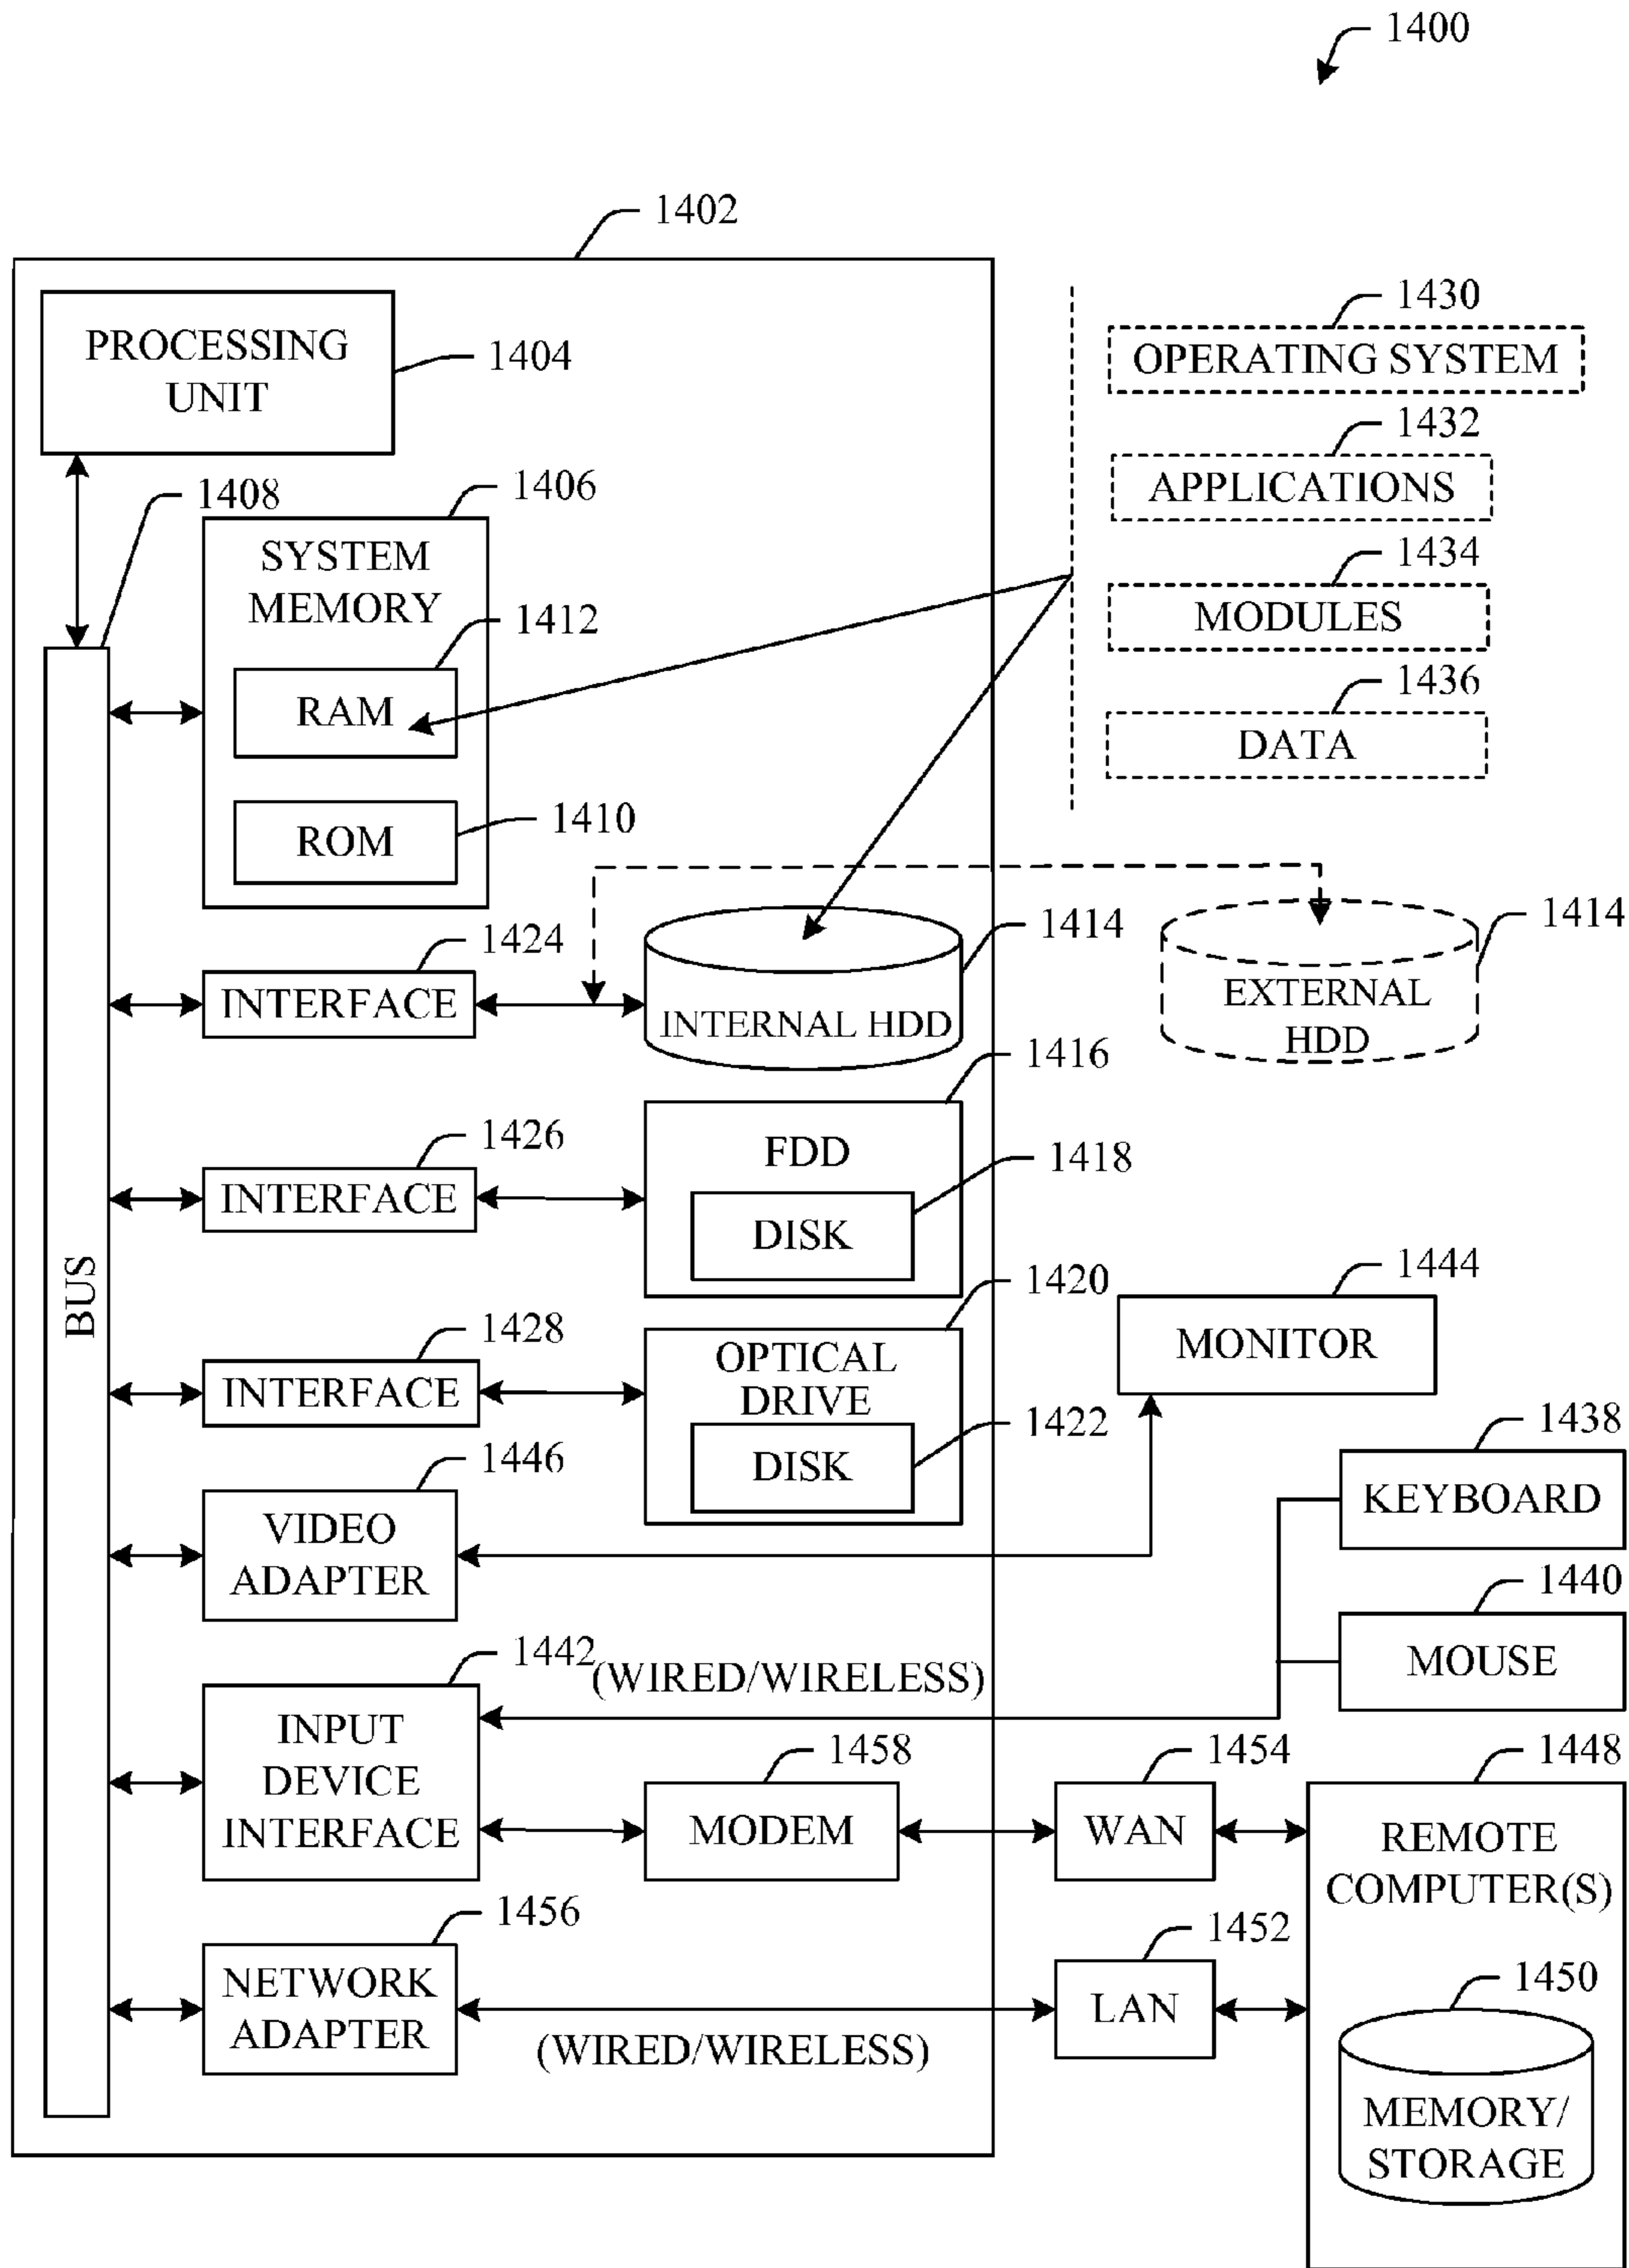 1400
1402
PROCESSING
UNIT
1404
1430
OPERATING SYSTEM
1432
APPLICATIONS
1434
MODULES
1436
DATA
1408
1406
SYSTEM
MEMORY
1412
RAM
1410
ROM
1424
INTERFACE
1414
INTERNAL HDD
1414
EXTERNAL
HDD
1426
INTERFACE
1416
FDD
1418
DISK
BUS
1428
INTERFACE
1420
OPTICAL
DRIVE
1422
DISK
1444
MONITOR
1446
VIDEO
ADAPTER
1438
KEYBOARD
1440
MOUSE
1442
(WIRED/WIRELESS)
INPUT
DEVICE
INTERFACE
1458
MODEM
1454
WAN
1448
REMOTE
COMPUTER(S)
1456
NETWORK
ADAPTER
(WIRED/WIRELESS)
1452
LAN
1450
MEMORY/
STORAGE